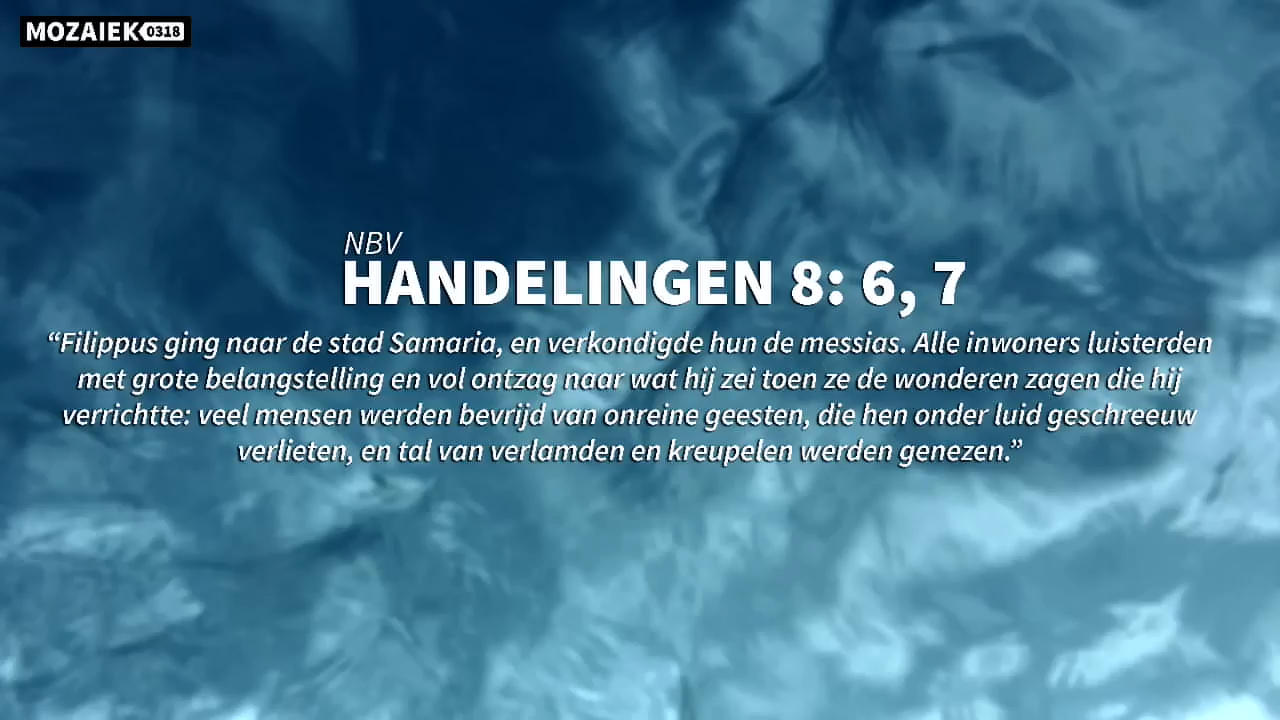 MOZAIEK 0318
NBV
HANDELINGEN 8: 6, 7
“Filippus ging naar de stad Samaria, en verkondigde hun de messias. Alle inwoners luisterden
met grote belangstelling en vol ontzag naar wat hij zei toen ze de wonderen zagen die hij
verrichtte: veel mensen werden bevrijd van onreine geesten, die hen onder luid geschreeuw
verlieten, en tal van verlamden en kreupelen werden genezen.”